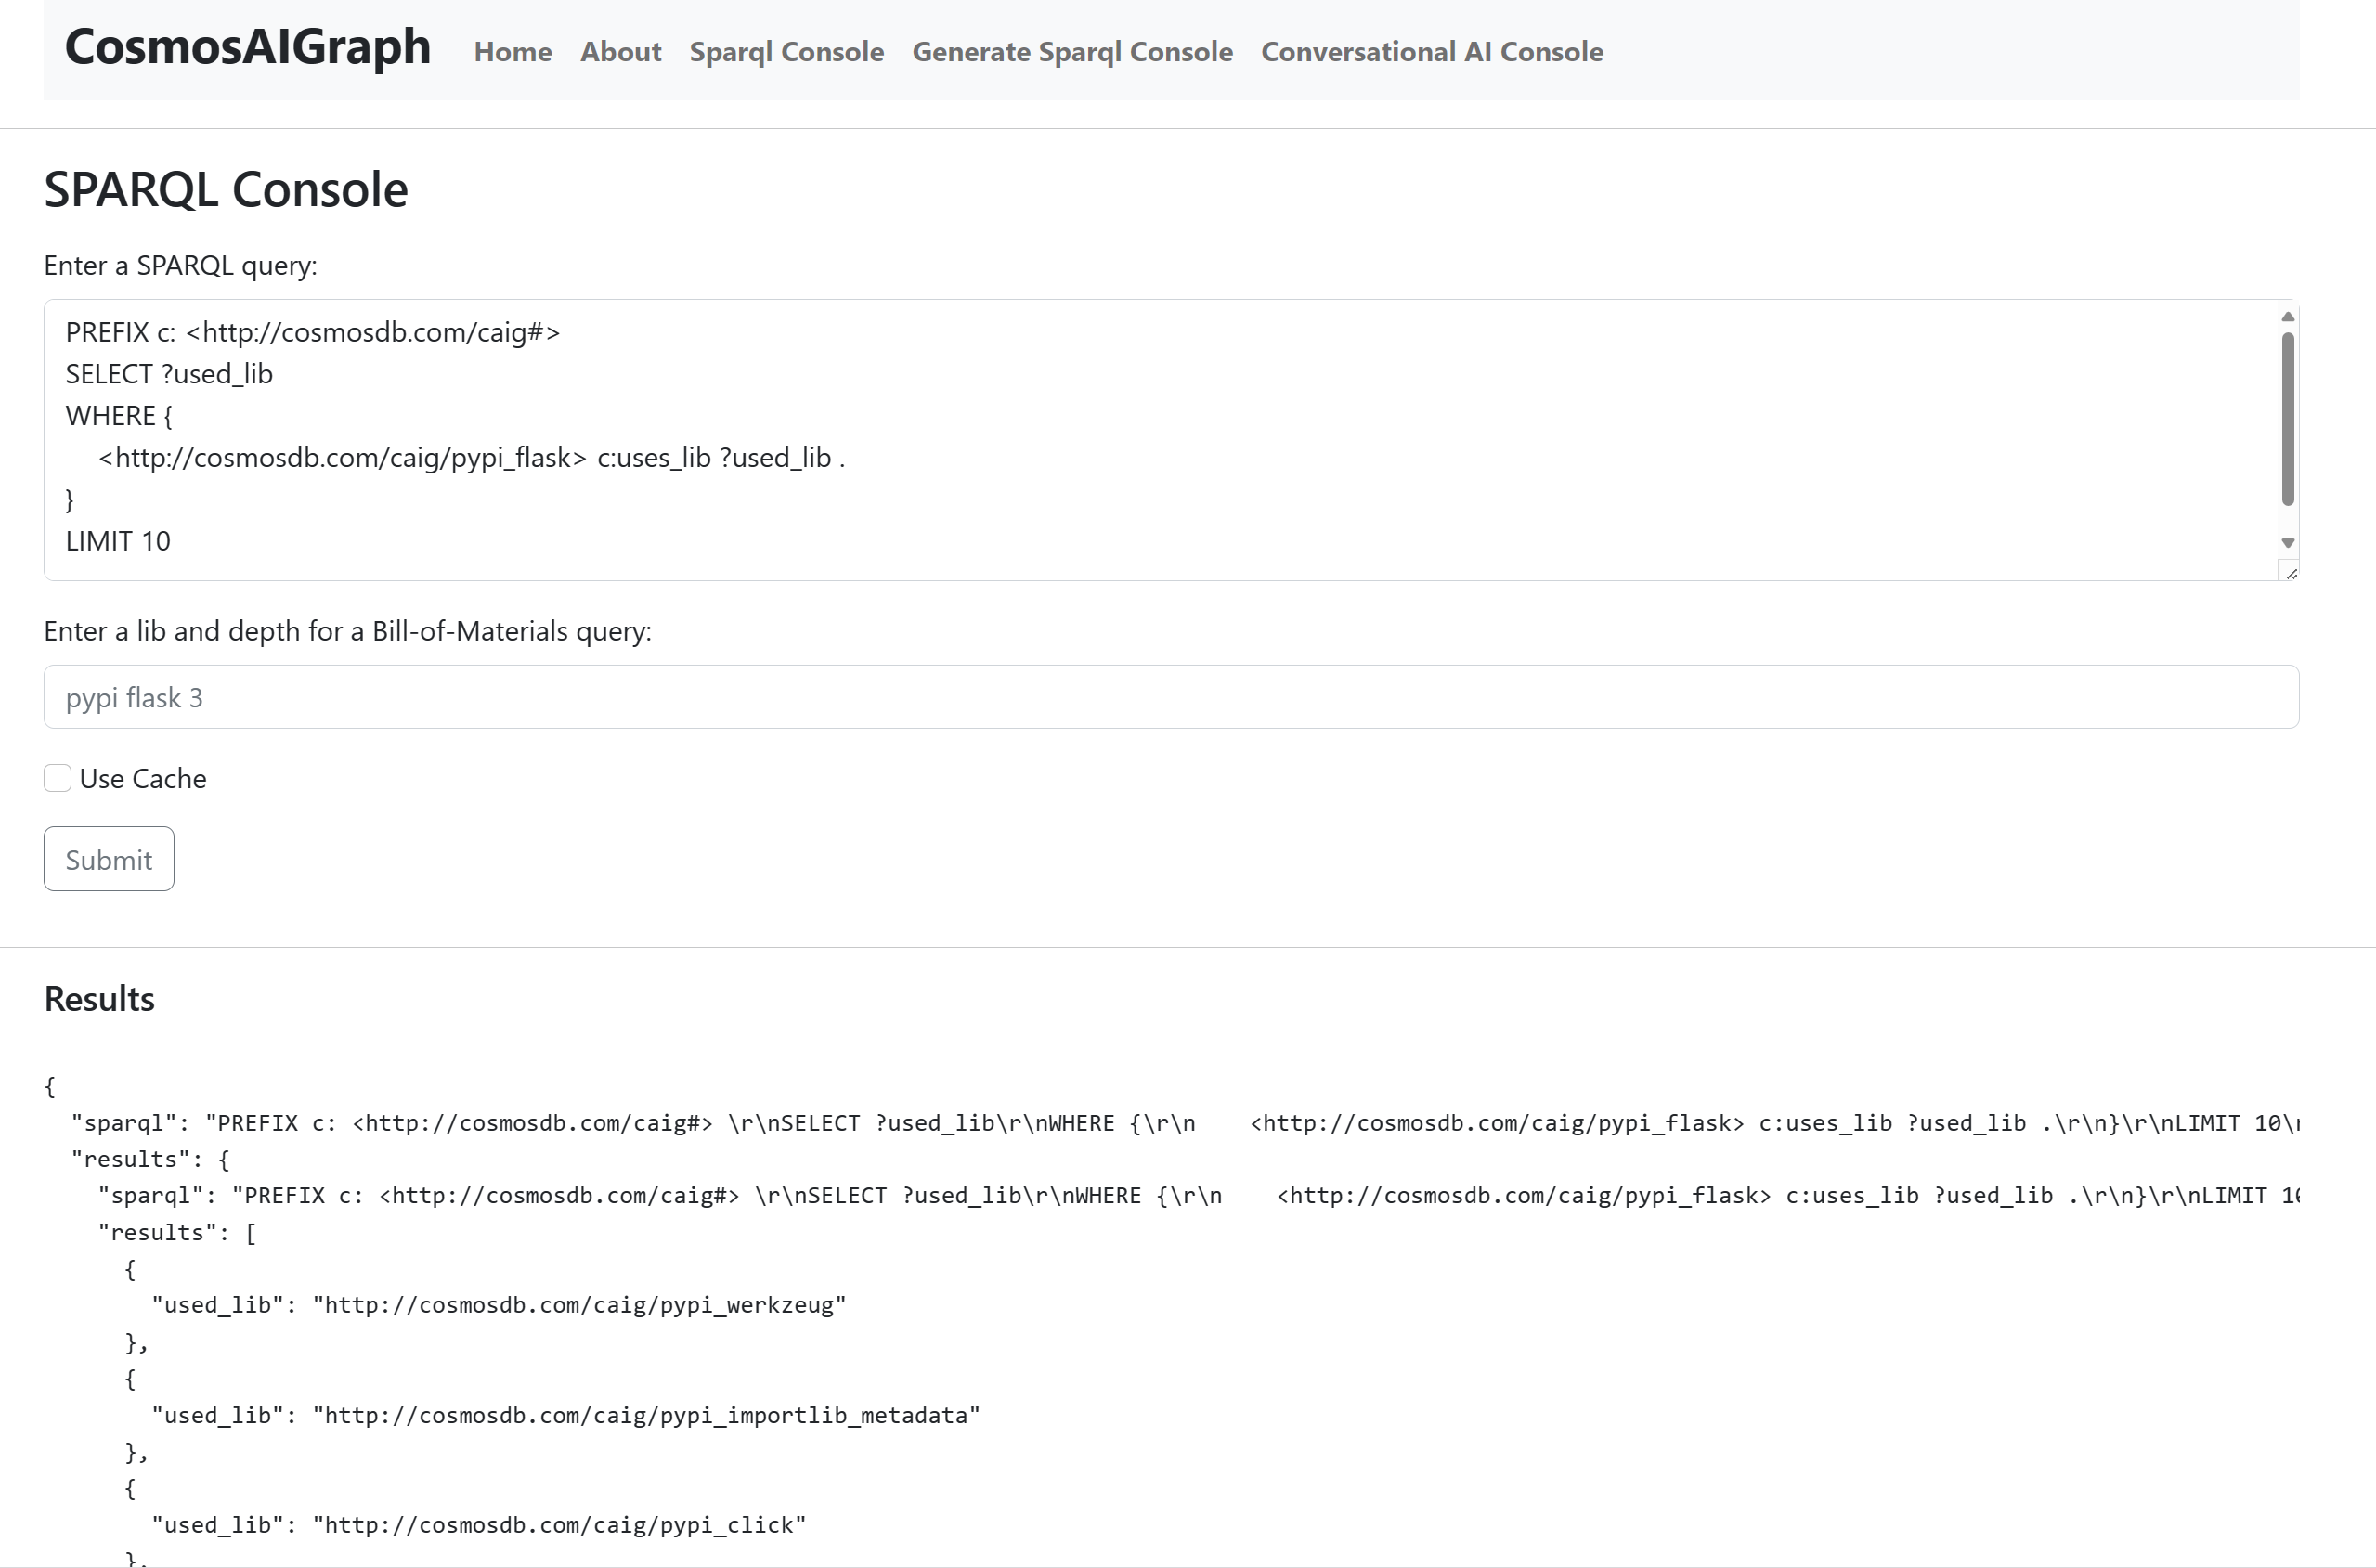 CosmosAIGraph Home About Sparql Console Generate Sparql Console Conversational AI Console
SPARQL Console
Enter a SPARQL query:
PREFIX c: <http://cosmosdb.com/caig#>
SELECT ?used_lib
WHERE {
    <http://cosmosdb.com/caig/pypi_flask> c:uses_lib ?used_lib .
}
LIMIT 10
Enter a lib and depth for a Bill-of-Materials query:
pypi flask 3
Use Cache
Submit
Results
{
  "sparql": "PREFIX c: <http://cosmosdb.com/caig#> \r\nSELECT ?used_lib\r\nWHERE {\r\n    <http://cosmosdb.com/caig/pypi_flask> c:uses_lib ?used_lib .\r\n}\r\nLIMIT 10\
  "results": {
    "sparql": "PREFIX c: <http://cosmosdb.com/caig#> \r\nSELECT ?used_lib\r\nWHERE {\r\n    <http://cosmosdb.com/caig/pypi_flask> c:uses_lib ?used_lib .\r\n}\r\nLIMIT 10
    "results": [
      {
        "used_lib": "http://cosmosdb.com/caig/pypi_werkzeug"
      },
      {
        "used_lib": "http://cosmosdb.com/caig/pypi_importlib_metadata"
      },
      {
        "used_lib": "http://cosmosdb.com/caig/pypi_click"
      },